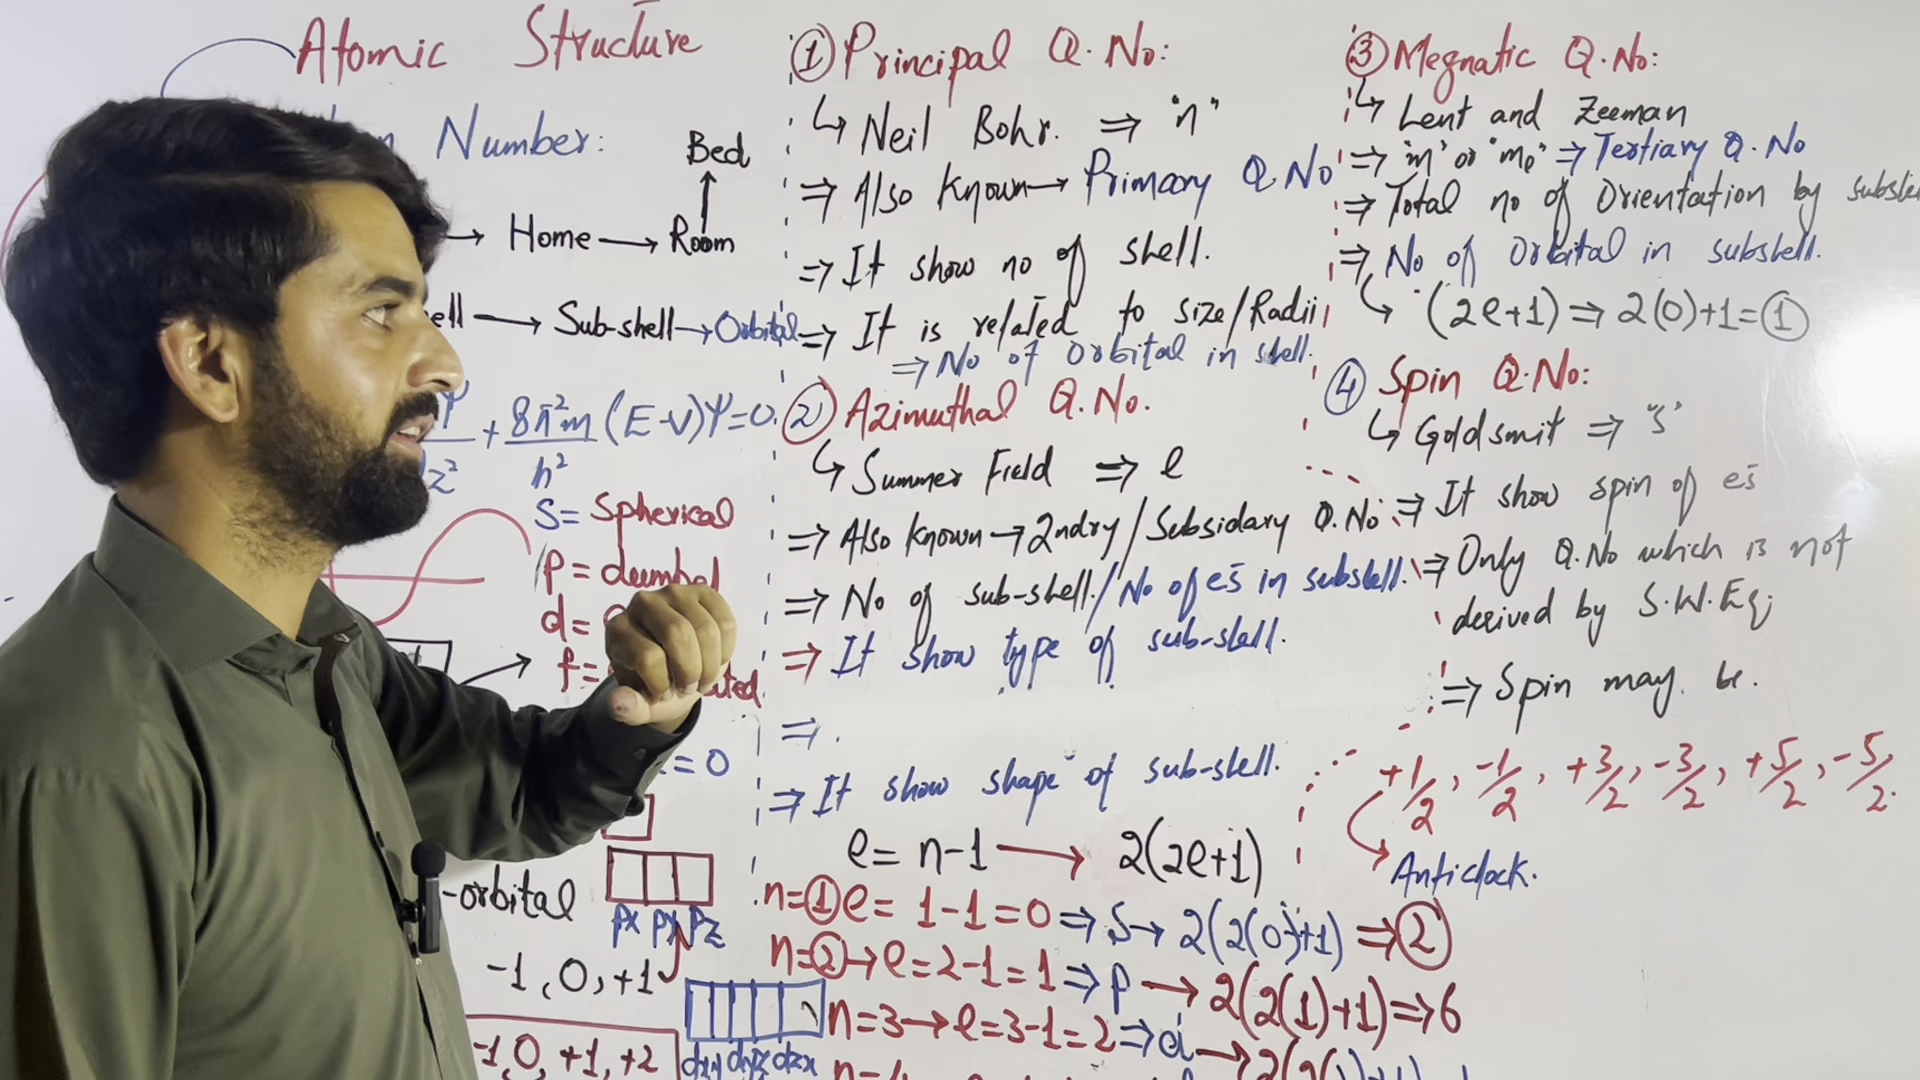 Atomic Structure
Number:
Bed
Home → Room
Sub-shell → Orbital
+ 8π²m/h² (E-V)Ψ=0
z²
S= Spherical
P= dumbel
d=
f=
= 0
-orbital
Px Py Pz
-1, 0, +1
-1, 0, +1, +2
dxy dyz dzx
① Principal Q.No:
↳ Neil Bohr. ⇒ "n"
⇒ Also Known → Primary Q.No
⇒ It show no of shell.
⇒ It is related to size/Radii
⇒ No of orbital in shell.
② Azimuthal Q.No.
↳ Summer Field ⇒ l
⇒ Also Known → 2ndry/Subsidary Q.No
⇒ No of sub-shell./No of es in subshell.
⇒ It show type of sub-shell.
⇒ .
⇒ It show shape of sub-shell.
l= n-1 → 2(2l+1)
n=① l= 1-1=0 ⇒ S → 2(2(0)+1) ⇒ ②
n=② → l=2-1=1 ⇒ P → 2(2(1)+1) ⇒ 6
n=3 → l=3-1=2 ⇒ d →
③ Megnatic Q.No:
↳ Lent and Zeeman
⇒ "m" or "ml" ⇒ Tertiary Q.No
⇒ Total no of Orientation by
⇒ No of Orbital in subshell.
↳ (2l+1) ⇒ 2(0)+1=①
④ Spin Q.No:
↳ Goldsmit ⇒ "s"
⇒ It show spin of es
⇒ Only Q.No which is not
derived by S.W.Eq;
⇒ Spin may be.
+1/2, -1/2, +3/2, -3/2, +5/2, -5/2.
Anticlock.